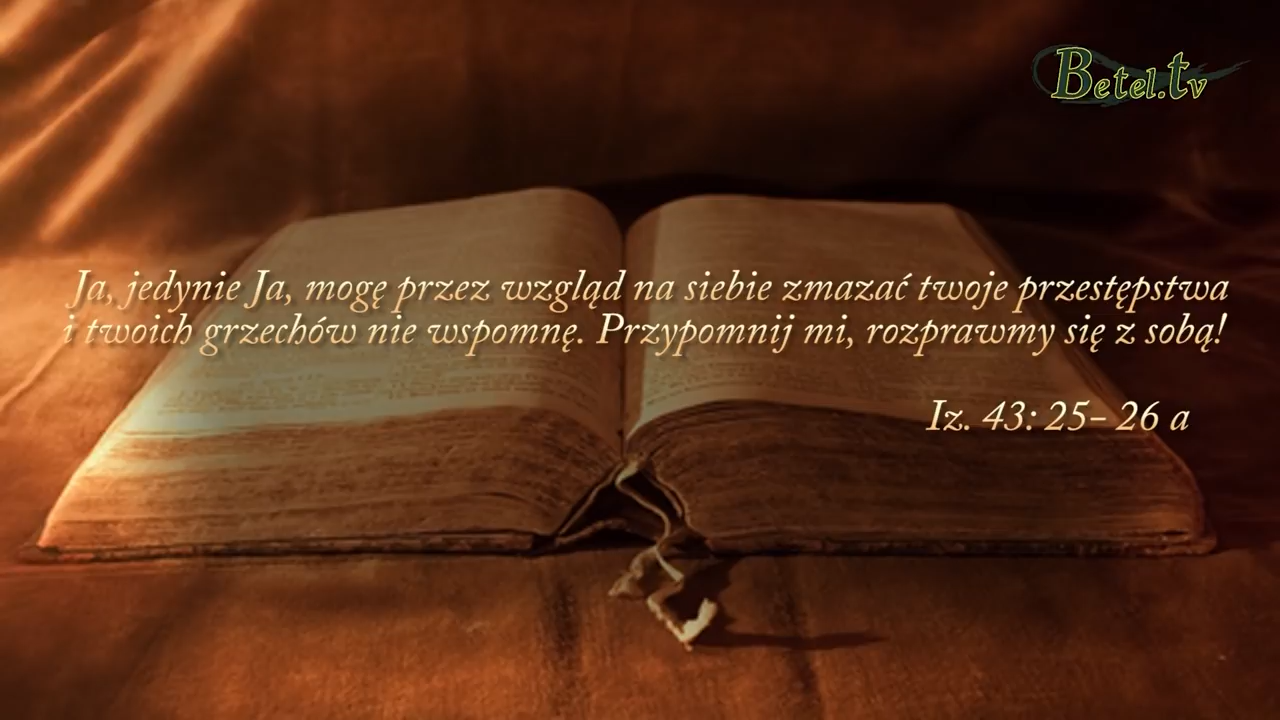 Betel.tv
Ja, jedynie Ja, mogę przez wzgląd na siebie zmazać twoje przestępstwa
i twoich grzechów nie wspomnę. Przypomnij mi, rozprawmy się z sobą!
Iz. 43: 25- 26 a